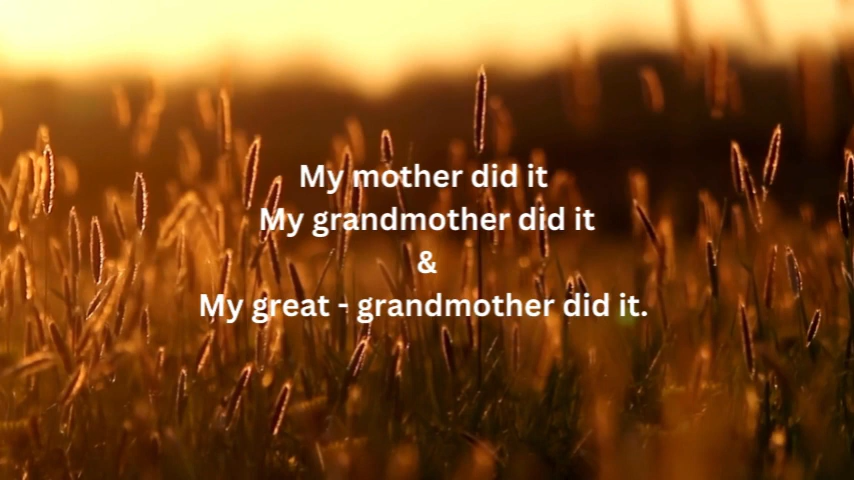 My mother did it
My grandmother did it
&
My great - grandmother did it.